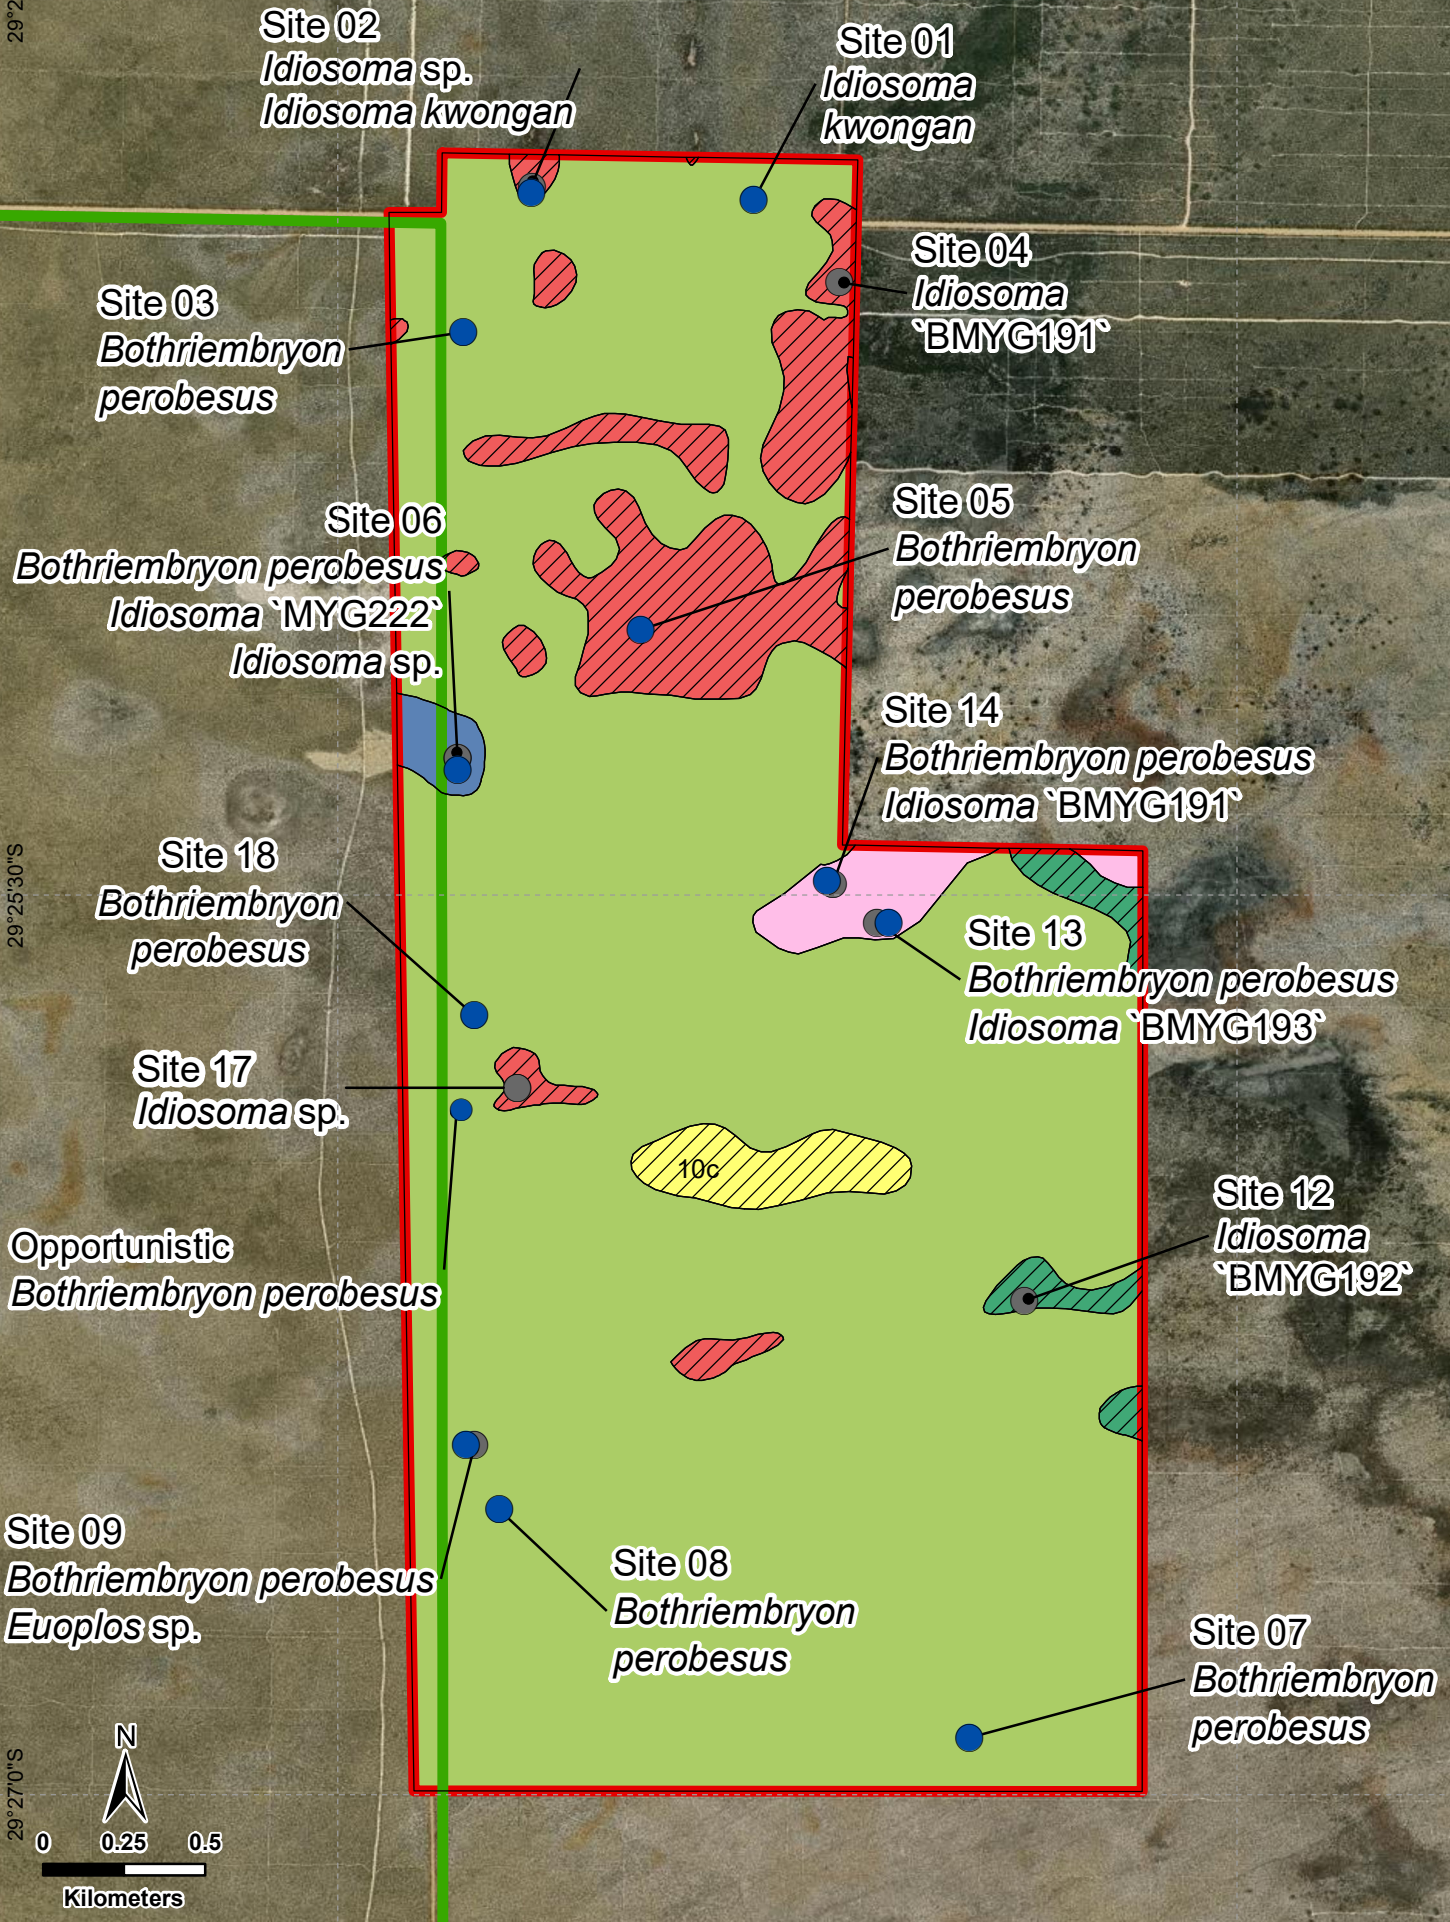 29°2
Site 02
Idiosoma sp.
Idiosoma kwongan
Site 01
Idiosoma
kwongan
Site 04
Idiosoma
`BMYG191`
Site 03
Bothriembryon
perobesus
Site 05
Bothriembryon
perobesus
Site 06
Bothriembryon perobesus
Idiosoma `MYG222`
Idiosoma sp.
Site 14
Bothriembryon perobesus
Idiosoma `BMYG191`
29°25'30"S
Site 18
Bothriembryon
perobesus
Site 13
Bothriembryon perobesus
Idiosoma `BMYG193`
Site 17
Idiosoma sp.
10c
Site 12
Idiosoma
`BMYG192`
Opportunistic
Bothriembryon perobesus
Site 09
Bothriembryon perobesus
Euoplos sp.
Site 08
Bothriembryon
perobesus
Site 07
Bothriembryon
perobesus
29°27'0"S
N
0 0.25 0.5
Kilometers